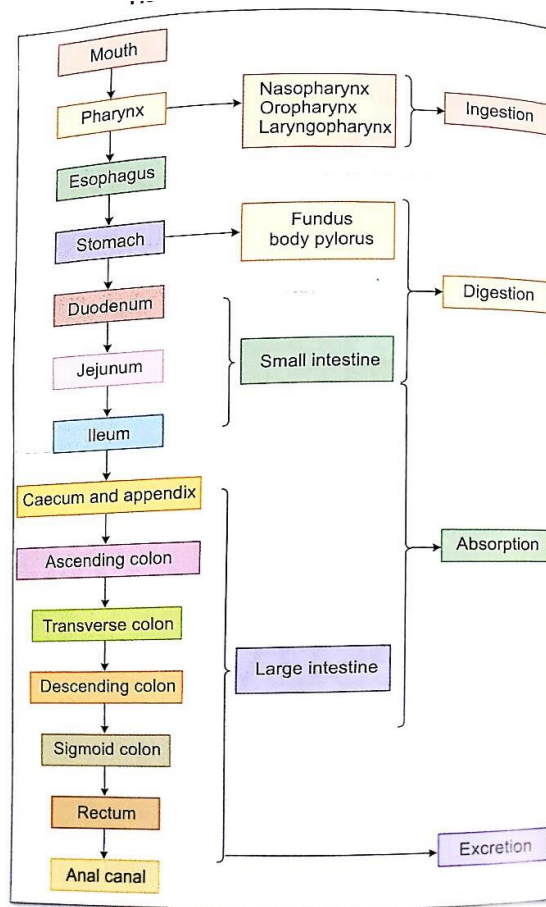 Mouth
Pharynx
Nasopharynx
Oropharynx
Laryngopharynx
Ingestion
Esophagus
Stomach
Fundus
body pylorus
Digestion
Duodenum
Jejunum
Small intestine
Ileum
Caecum and appendix
Ascending colon
Absorption
Transverse colon
Large intestine
Descending colon
Sigmoid colon
Rectum
Excretion
Anal canal